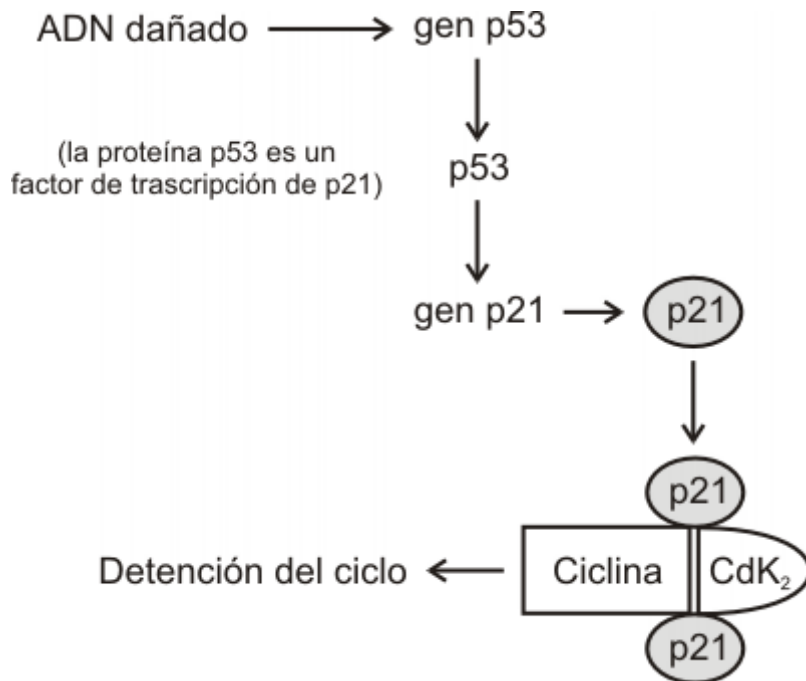 ADN dañado
gen p53
(la proteína p53 es un
factor de trascripción de p21)
p53
gen p21
p21
p21
Detención del ciclo
Ciclina
CdK₂
p21